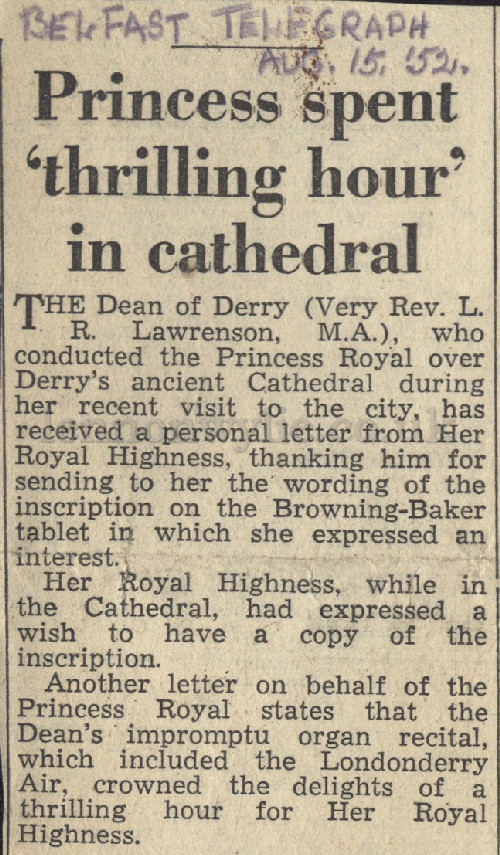 BELFAST TELEGRAPH
AUG. 15. '52.
Princess spent
‘thrilling hour’
in cathedral
THE Dean of Derry (Very Rev. L.
R. Lawrenson, M.A.), who
conducted the Princess Royal over
Derry's ancient Cathedral during
her recent visit to the city, has
received a personal letter from Her
Royal Highness, thanking him for
sending to her the wording of the
inscription on the Browning-Baker
tablet in which she expressed an
interest.
Her Royal Highness, while in
the Cathedral, had expressed a
wish to have a copy of the
inscription.
Another letter on behalf of the
Princess Royal states that the
Dean's impromptu organ recital,
which included the Londonderry
Air, crowned the delights of a
thrilling hour for Her Royal
Highness.